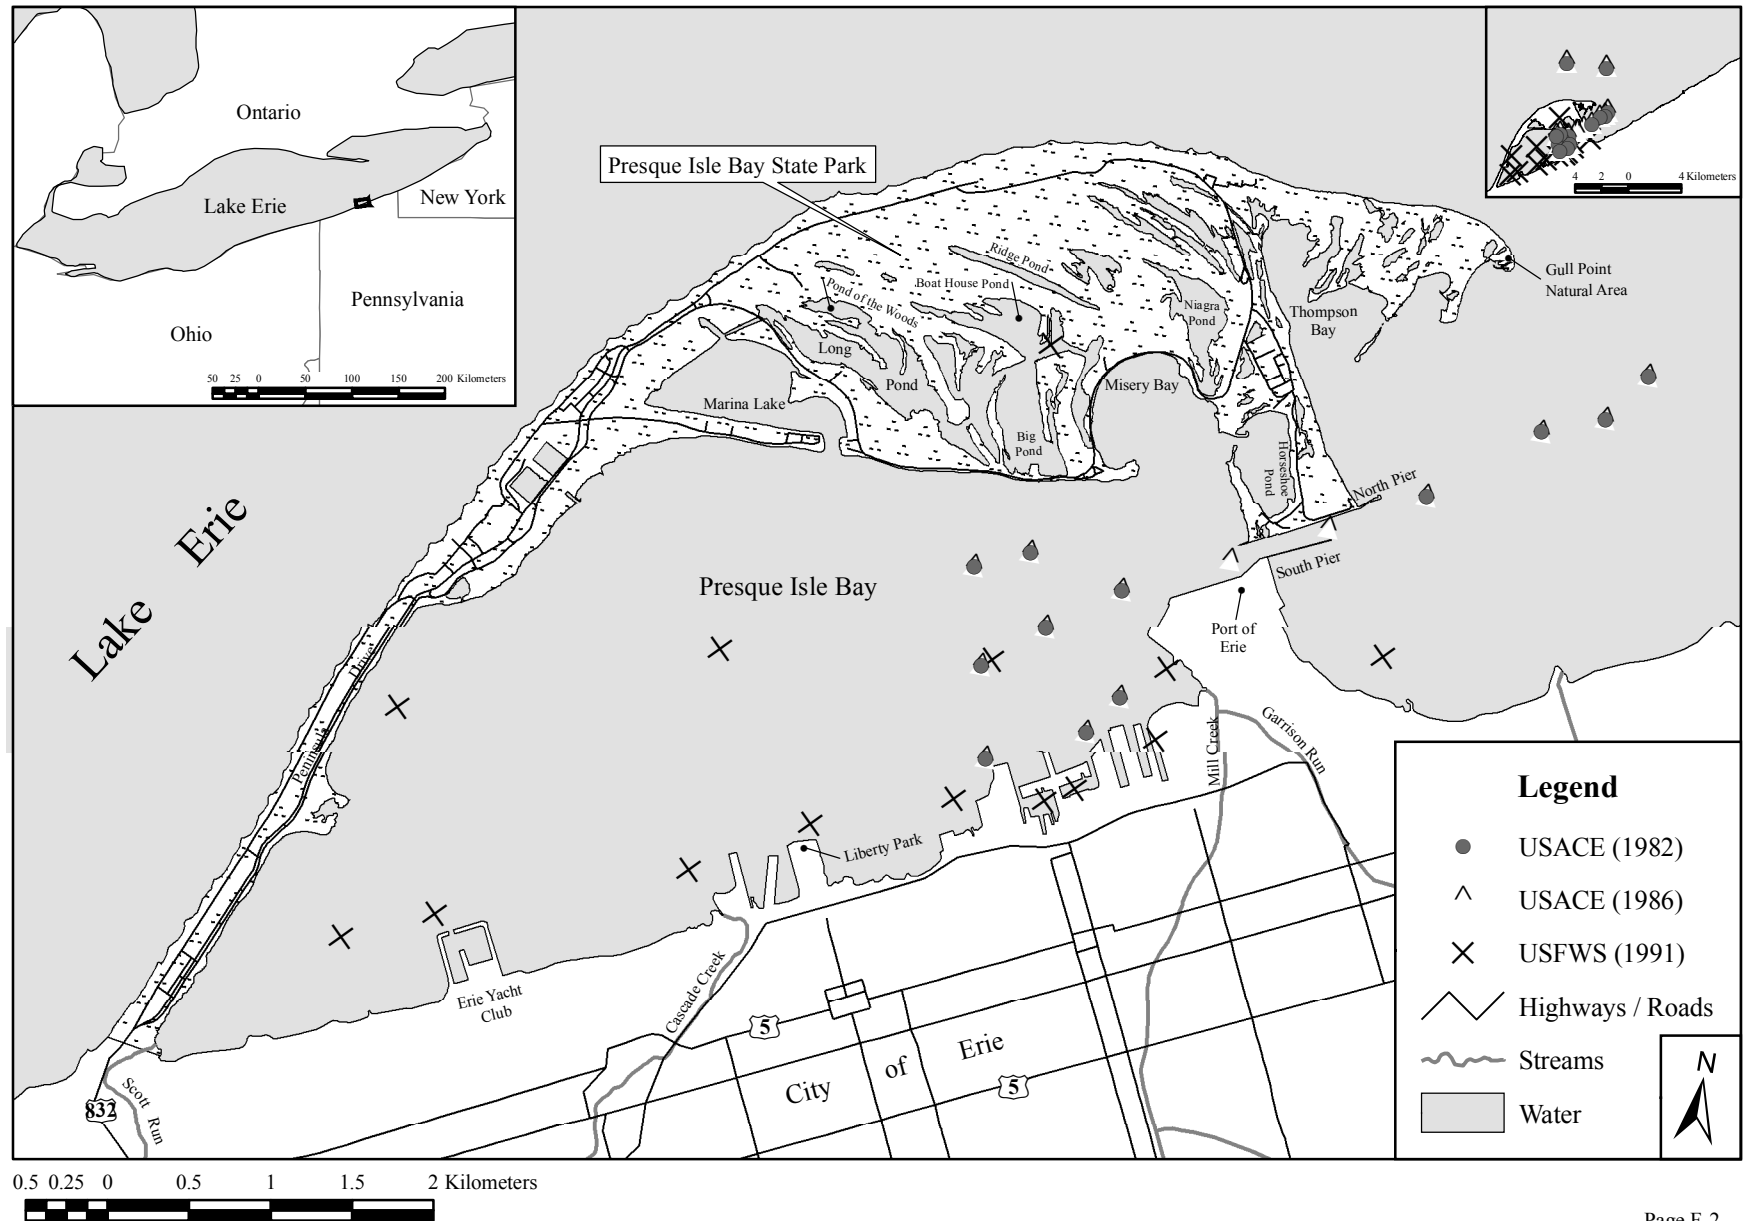 Ontario
Lake Erie
New York
Pennsylvania
Ohio
50 25 0 50 100 150 200 Kilometers
4 2 0 4 Kilometers
Presque Isle Bay State Park
Ridge Pond
Boat House Pond
Pond of the Woods
Niagra
Pond
Thompson
Bay
Gull Point
Natural Area
Long
Pond
Marina Lake
Misery Bay
Big
Pond
Horseshoe
Pond
North Pier
South Pier
Lake Erie
Presque Isle Bay
Port of
Erie
Peninsula Drive
Mill Creek
Garrison Run
Liberty Park
Erie Yacht
Club
Cascade Creek
5
City of Erie
5
832
Scott Run
Legend
USACE (1982)
USACE (1986)
USFWS (1991)
Highways / Roads
Streams
Water
N
0.5 0.25 0 0.5 1 1.5 2 Kilometers
Page E-2